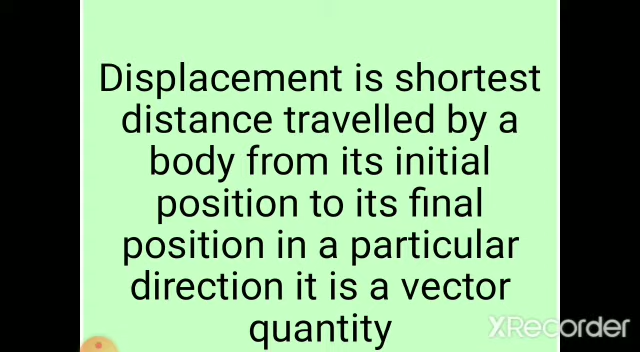 Displacement is shortest
distance travelled by a
body from its initial
position to its final
position in a particular
direction it is a vector
quantity
XRecorder